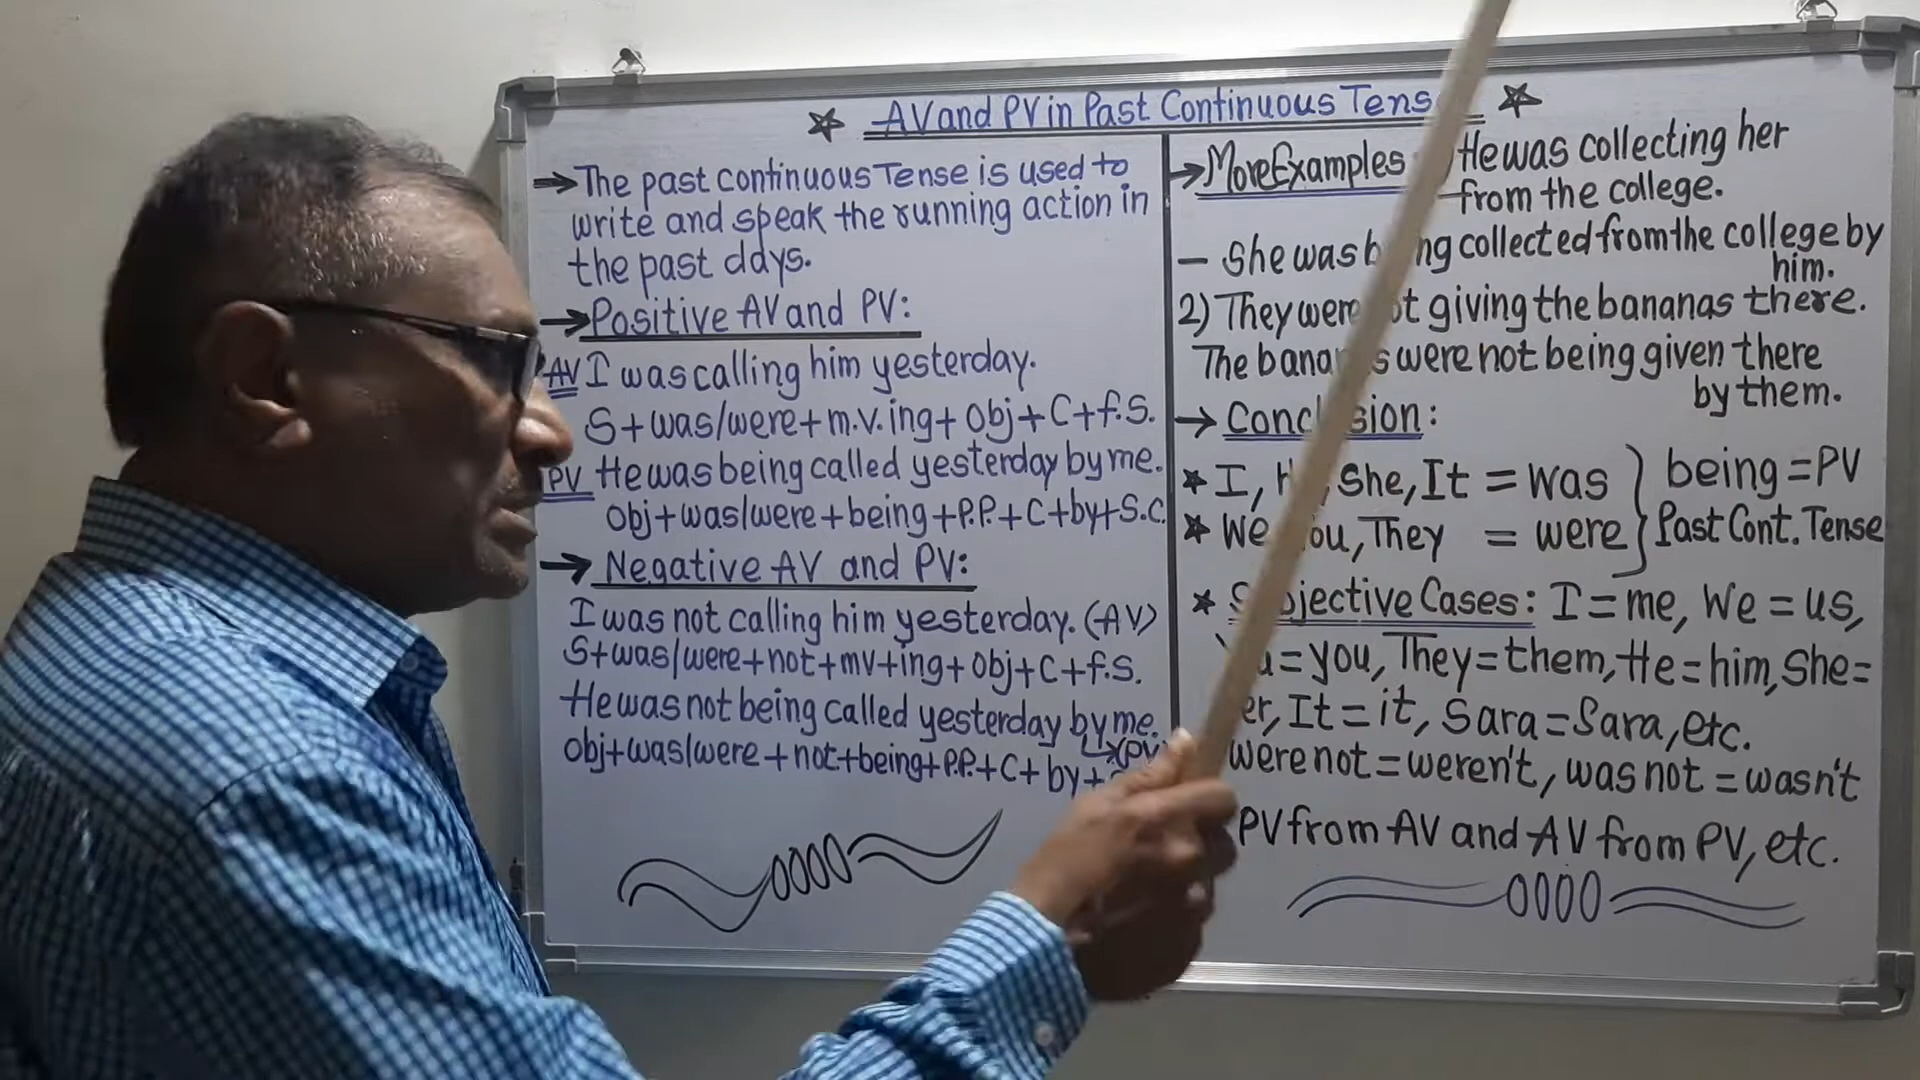 AV and PV in Past Continuous Tens
→ The past continuous Tense is used to
write and speak the running action in
the past days.
→ Positive AV and PV:
AV I was calling him yesterday.
S+was/were+m.v.ing+Obj+C+f.S.
PV He was being called yesterday by me.
Obj+was/were+being+P.P.+C+by+S.C.
→ Negative AV and PV:
I was not calling him yesterday. (AV)
S+was/were+not+mv+ing+Obj+C+f.S.
He was not being called yesterday by me.
(PV
Obj+was/were+not+being+P.P.+C+by+
→ More Examples He was collecting her
from the college.
- She was being collected from the college by
him.
2) They were not giving the bananas there.
The bananas were not being given there
by them.
→ Conclusion:
I, He, She, It = Was } being = PV
We You, They = were } Past Cont. Tense
Subjective Cases: I = me, We = us,
= you, They = them, He = him, She =
er, It = it, Sara = Sara, etc.
were not = weren't, was not = wasn't
PV from AV and AV from PV, etc.